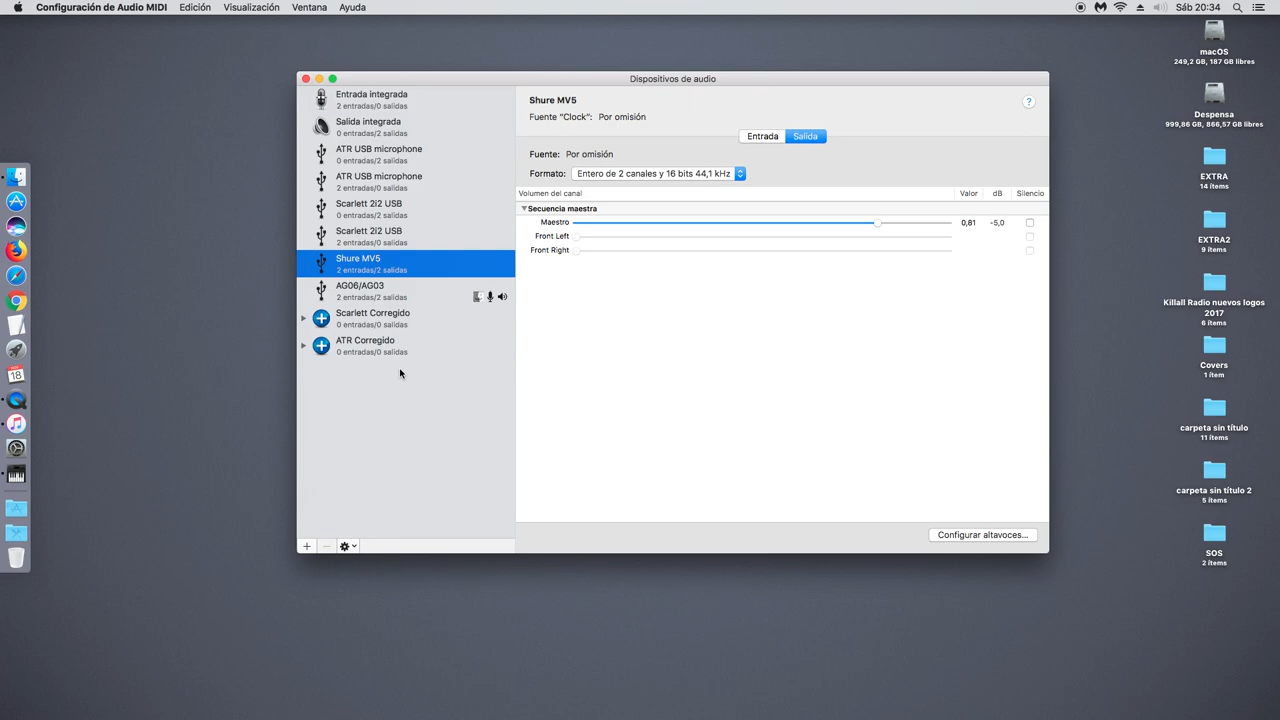 Configuración de Audio MIDI Edición Visualización Ventana Ayuda Sáb 20:34
Dispositivos de audio
Entrada integrada
2 entradas/0 salidas
Salida integrada
0 entradas/2 salidas
ATR USB microphone
0 entradas/2 salidas
ATR USB microphone
2 entradas/0 salidas
Scarlett 2i2 USB
0 entradas/2 salidas
Scarlett 2i2 USB
2 entradas/0 salidas
Shure MV5
2 entradas/2 salidas
AG06/AG03
2 entradas/2 salidas
Scarlett Corregido
0 entradas/0 salidas
ATR Corregido
0 entradas/0 salidas
Shure MV5
Fuente “Clock”: Por omisión
?
Entrada Salida
Fuente: Por omisión
Formato: Entero de 2 canales y 16 bits 44,1 kHz
Volumen del canal Valor dB Silencio
Secuencia maestra
Maestro 0,81 -5,0
Front Left
Front Right
Configurar altavoces...
macOS
249,2 GB, 187 GB libres
Despensa
999,86 GB, 866,57 GB libres
EXTRA
14 ítems
EXTRA2
9 ítems
Killall Radio nuevos logos
2017
6 ítems
Covers
1 ítem
carpeta sin título
11 ítems
carpeta sin título 2
5 ítems
SOS
2 ítems
18